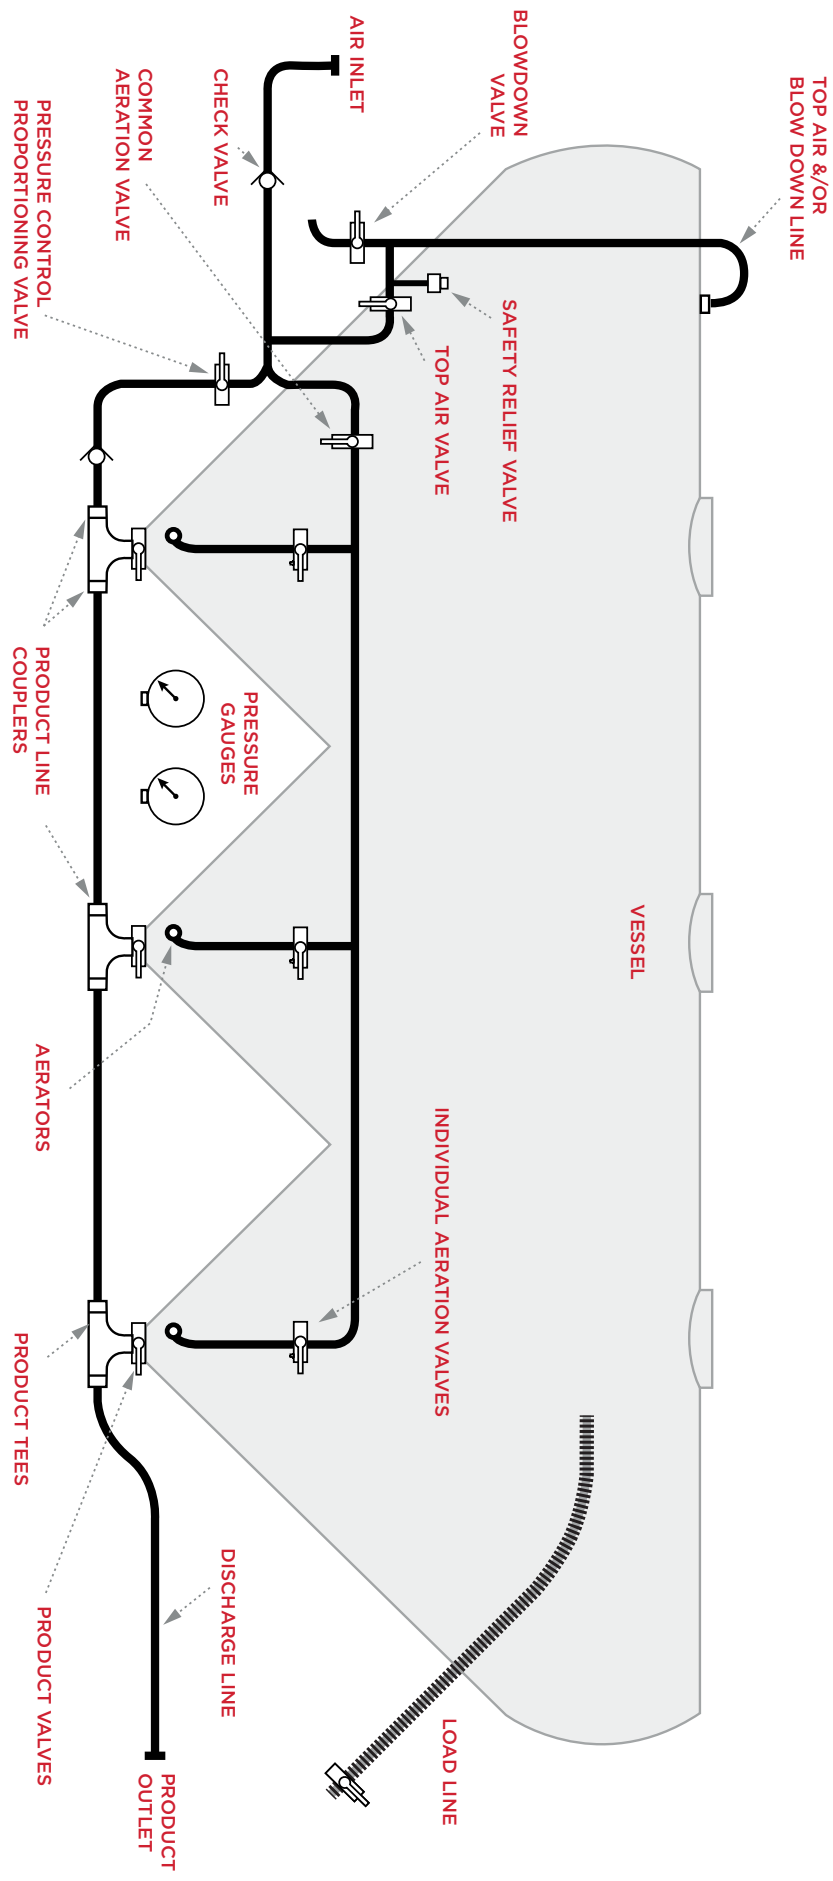 TOP AIR &/OR
BLOW DOWN LINE
BLOWDOWN
VALVE
AIR INLET
CHECK VALVE
COMMON
AERATION VALVE
PRESSURE CONTROL
PROPORTIONING VALVE
SAFETY RELIEF VALVE
TOP AIR VALVE
PRESSURE
GAUGES
PRODUCT LINE
COUPLERS
VESSEL
AERATORS
INDIVIDUAL AERATION VALVES
PRODUCT TEES
DISCHARGE LINE
PRODUCT VALVES
LOAD LINE
PRODUCT
OUTLET